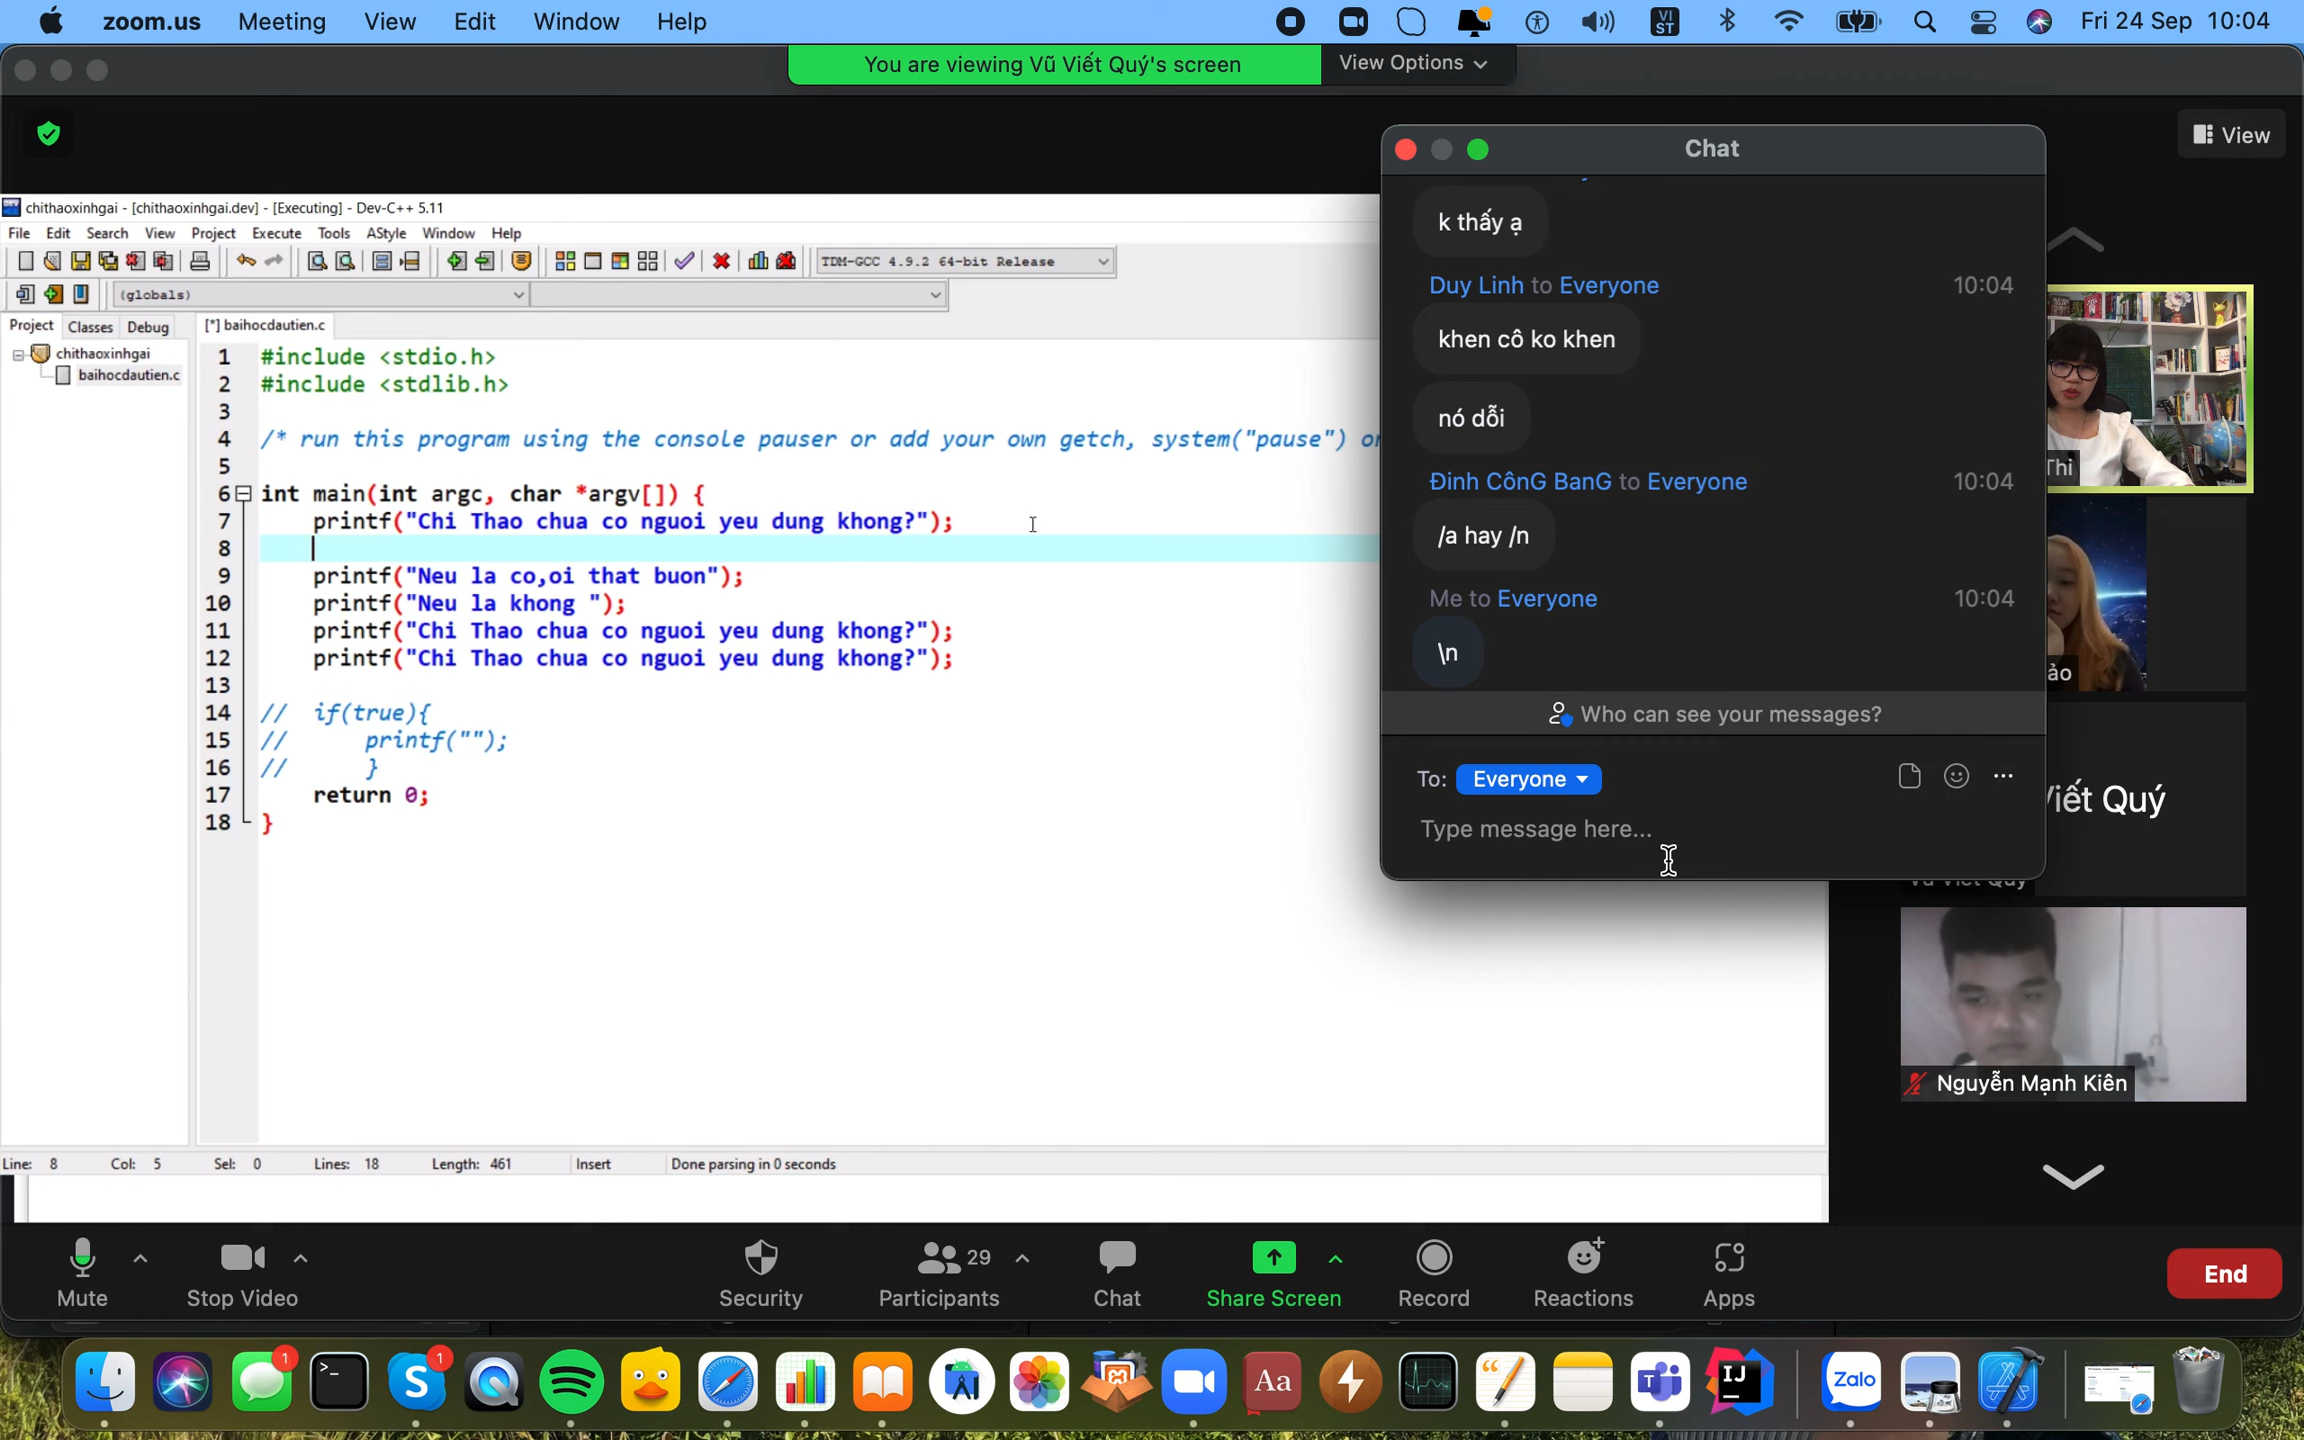 zoom.us Meeting View Edit Window Help
VI ST
Fri 24 Sep 10:04
You are viewing Vũ Viết Quý's screen
View Options
View
chithaoxinhgai - [chithaoxinhgai.dev] - [Executing] - Dev-C++ 5.11
File Edit Search View Project Execute Tools AStyle Window Help
TDM-GCC 4.9.2 64-bit Release
(globals)
Project Classes Debug
[*] baihocdautien.c
chithaoxinhgai
baihocdautien.c
1 #include <stdio.h>
2 #include <stdlib.h>
3
4 /* run this program using the console pauser or add your own getch, system("pause") or
5
6 int main(int argc, char *argv[]) {
7 printf("Chi Thao chua co nguoi yeu dung khong?");
8
9 printf("Neu la co,oi that buon");
10 printf("Neu la khong ");
11 printf("Chi Thao chua co nguoi yeu dung khong?");
12 printf("Chi Thao chua co nguoi yeu dung khong?");
13
14 // if(true){
15 // printf("");
16 // }
17 return 0;
18 }
Line: 8 Col: 5 Sel: 0 Lines: 18 Length: 461 Insert Done parsing in 0 seconds
Chat
k thấy ạ
Duy Linh to Everyone 10:04
khen cô ko khen
nó dỗi
Đinh CônG BanG to Everyone 10:04
/a hay /n
Me to Everyone 10:04
\n
Who can see your messages?
To: Everyone
Type message here...
Thi
ảo
Viết Quý
Vũ Viết Quý
Nguyễn Mạnh Kiên
Mute
Stop Video
Security
29
Participants
Chat
Share Screen
Record
Reactions
Apps
End
1
1
S
Aa
IJ
Zalo